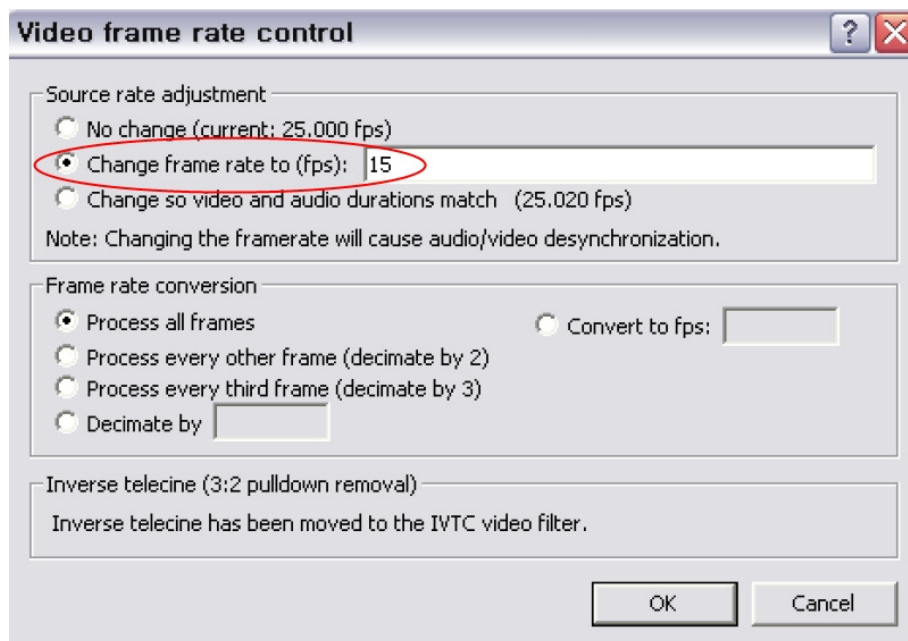 Video frame rate control
Source rate adjustment
No change (current: 25.000 fps)
Change frame rate to (fps): 15
Change so video and audio durations match (25.020 fps)
Note: Changing the framerate will cause audio/video desynchronization.
Frame rate conversion
Process all frames
Convert to fps:
Process every other frame (decimate by 2)
Process every third frame (decimate by 3)
Decimate by
Inverse telecine (3:2 pulldown removal)
Inverse telecine has been moved to the IVTC video filter.
OK Cancel